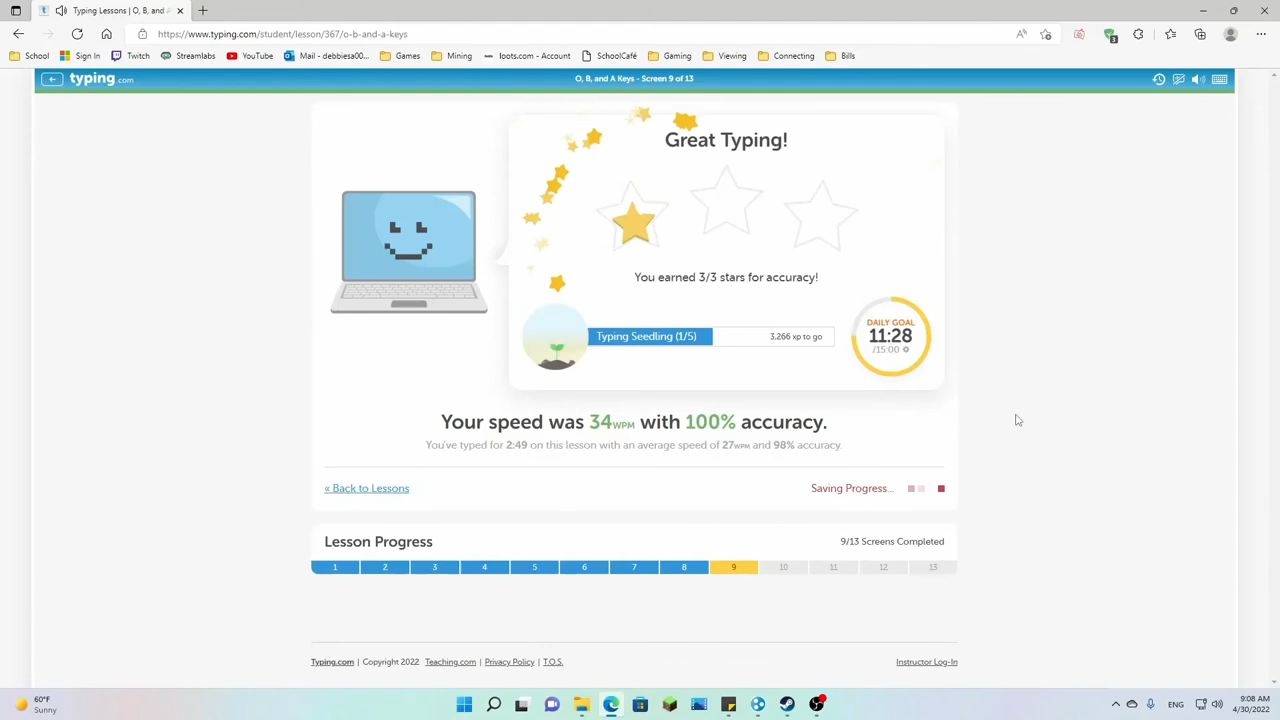 Typing Lessons | O, B, and A Ke
https://www.typing.com/student/lesson/367/o-b-and-a-keys
School
Sign In
Twitch
Streamlabs
YouTube
Mail - debbiesa00...
Games
Mining
loots.com - Account
SchoolCafé
Gaming
Viewing
Connecting
Bills
typing.com
O, B, and A Keys - Screen 9 of 13
Great Typing!
You earned 3/3 stars for accuracy!
Typing Seedling (1/5)
3,266 xp to go
DAILY GOAL
11:28
/15:00
Your speed was 34WPM with 100% accuracy.
You've typed for 2:49 on this lesson with an average speed of 27WPM and 98% accuracy.
« Back to Lessons
Saving Progress...
Lesson Progress
9/13 Screens Completed
1 2 3 4 5 6 7 8 9 10 11 12 13
Typing.com | Copyright 2022 Teaching.com | Privacy Policy | T.O.S.
Instructor Log-In
60°F
Sunny
ENG
9:08 AM
4/30/2022